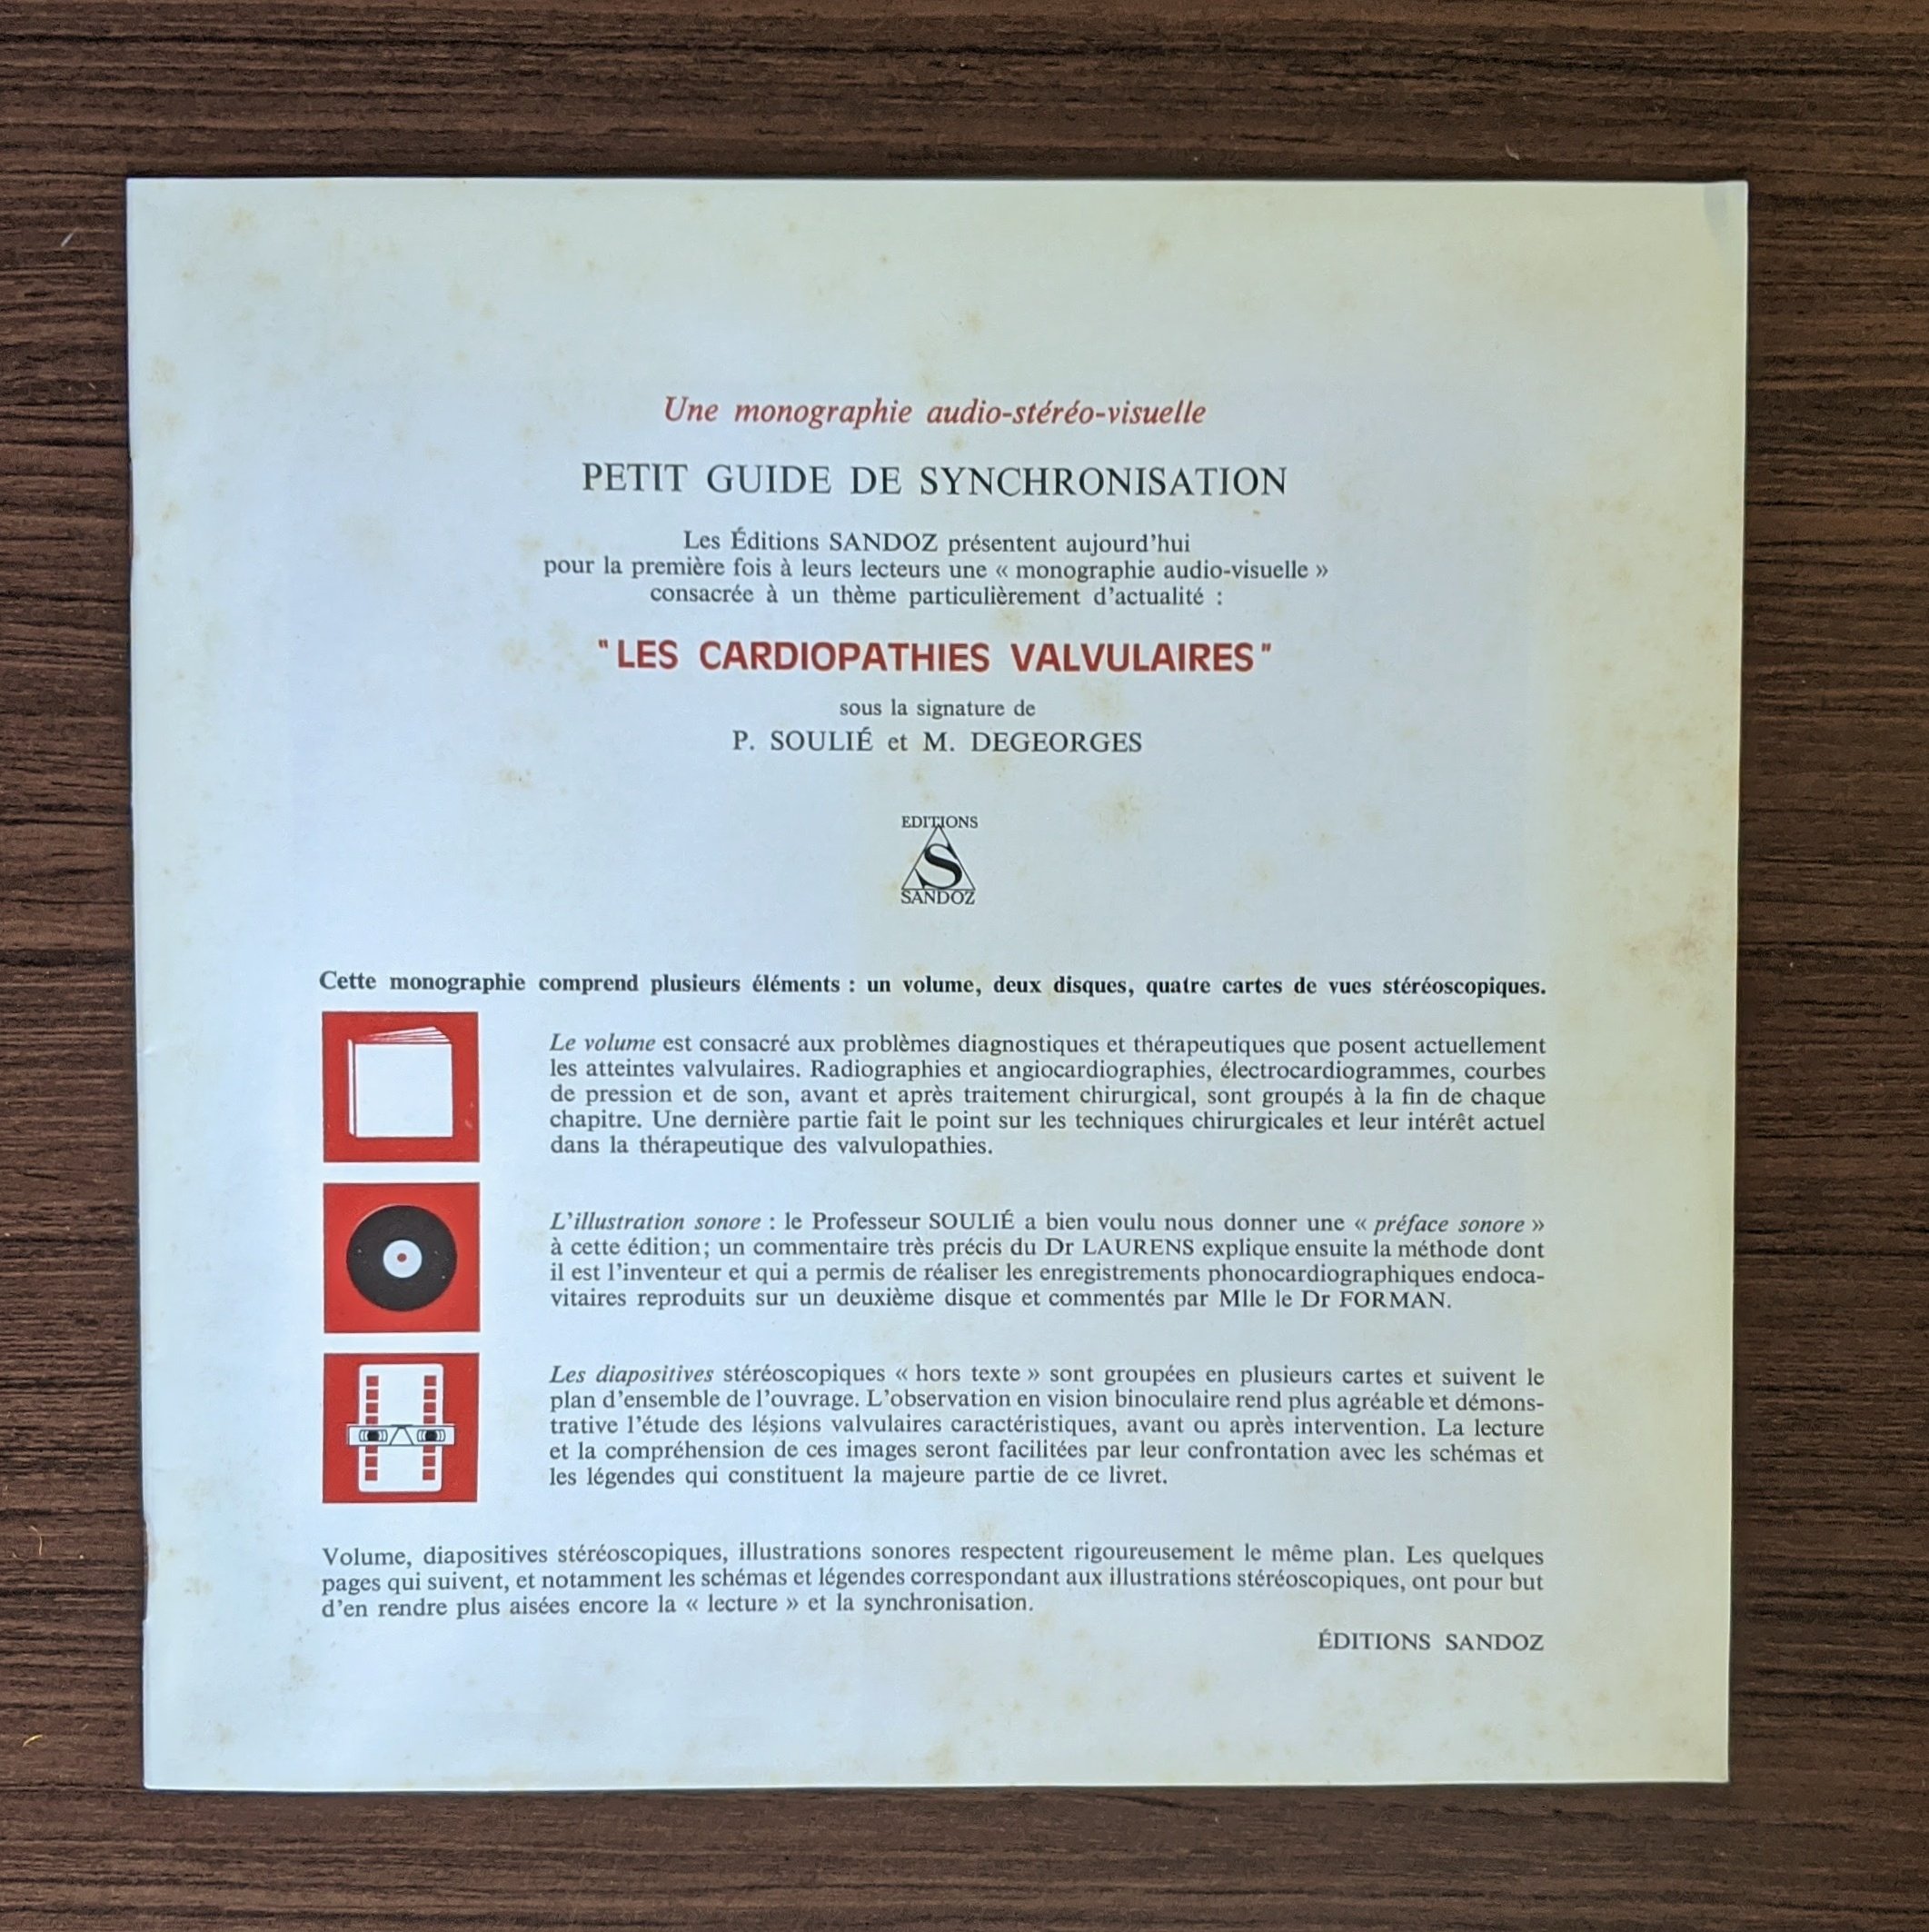 Une monographie audio-stéréo-visuelle
PETIT GUIDE DE SYNCHRONISATION
Les Éditions SANDOZ présentent aujourd'hui
pour la première fois à leurs lecteurs une « monographie audio-visuelle »
consacrée à un thème particulièrement d'actualité :
"LES CARDIOPATHIES VALVULAIRES"
sous la signature de
P. SOULIÉ et M. DEGEORGES
EDITIONS
S
SANDOZ
Cette monographie comprend plusieurs éléments : un volume, deux disques, quatre cartes de vues stéréoscopiques.
Le volume est consacré aux problèmes diagnostiques et thérapeutiques que posent actuellement
les atteintes valvulaires. Radiographies et angiocardiographies, électrocardiogrammes, courbes
de pression et de son, avant et après traitement chirurgical, sont groupés à la fin de chaque
chapitre. Une dernière partie fait le point sur les techniques chirurgicales et leur intérêt actuel
dans la thérapeutique des valvulopathies.
L'illustration sonore : le Professeur SOULIÉ a bien voulu nous donner une « préface sonore »
à cette édition; un commentaire très précis du Dr LAURENS explique ensuite la méthode dont
il est l'inventeur et qui a permis de réaliser les enregistrements phonocardiographiques endoca-
vitaires reproduits sur un deuxième disque et commentés par Mlle le Dr FORMAN.
Les diapositives stéréoscopiques « hors texte » sont groupées en plusieurs cartes et suivent le
plan d'ensemble de l'ouvrage. L'observation en vision binoculaire rend plus agréable et démons-
trative l'étude des lésions valvulaires caractéristiques, avant ou après intervention. La lecture
et la compréhension de ces images seront facilitées par leur confrontation avec les schémas et
les légendes qui constituent la majeure partie de ce livret.
Volume, diapositives stéréoscopiques, illustrations sonores respectent rigoureusement le même plan. Les quelques
pages qui suivent, et notamment les schémas et légendes correspondant aux illustrations stéréoscopiques, ont pour but
d'en rendre plus aisées encore la « lecture » et la synchronisation.
ÉDITIONS SANDOZ